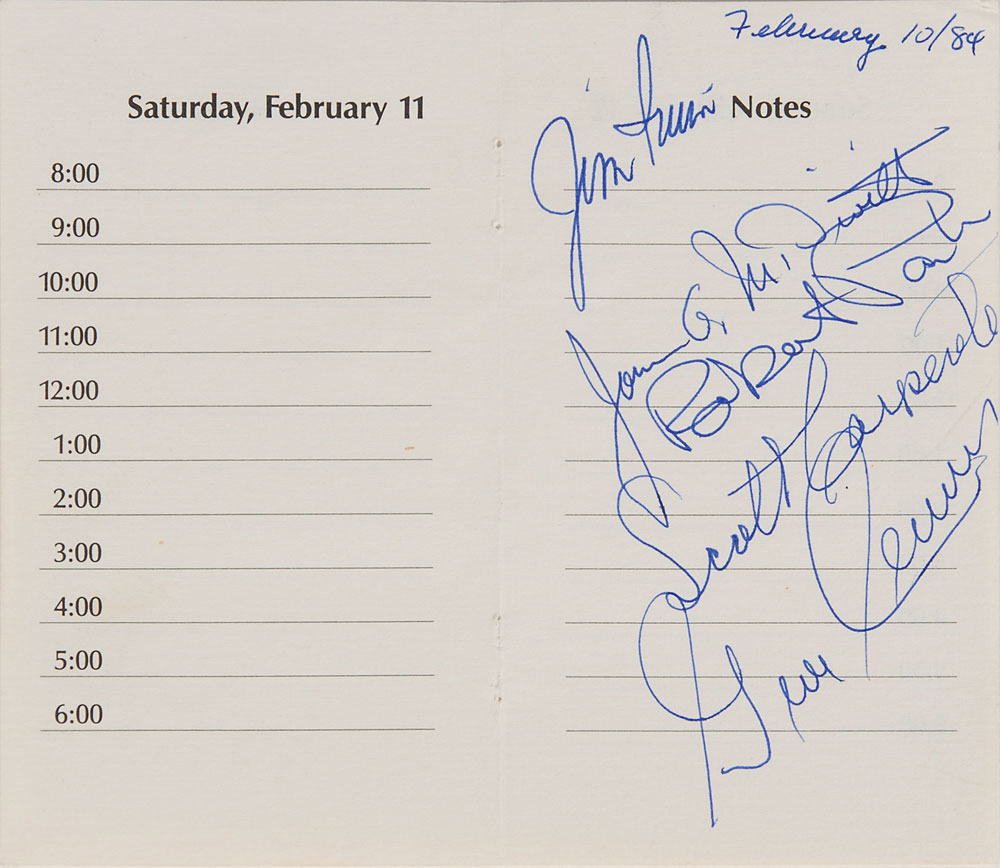 Saturday, February 11
8:00
9:00
10:00
11:00
12:00
1:00
2:00
3:00
4:00
5:00
6:00
February 10/84
Notes
Jim Irwin
James A. McDivitt
Robert
Scott Carpenter
Gene Cernan